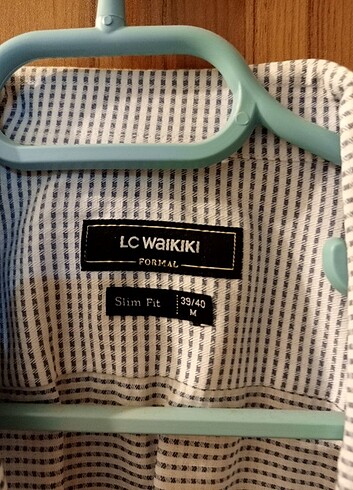 LC WAIKIKI
FORMAL
Slim Fit
39/40
M